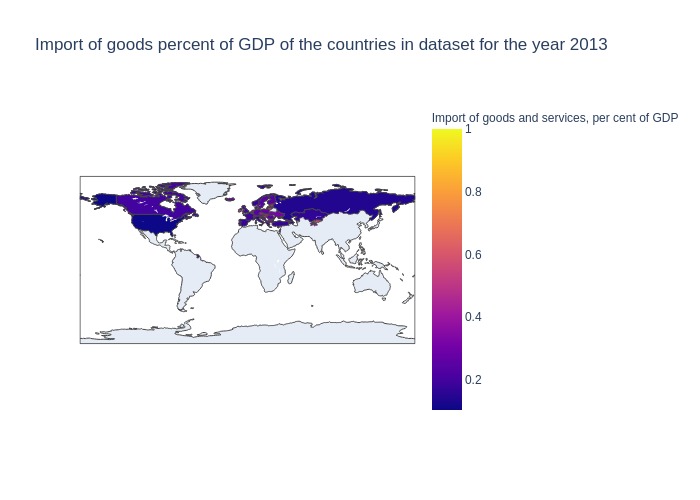 Import of goods percent of GDP of the countries in dataset for the year 2013
Import of goods and services, per cent of GDP
1
0.8
0.6
0.4
0.2